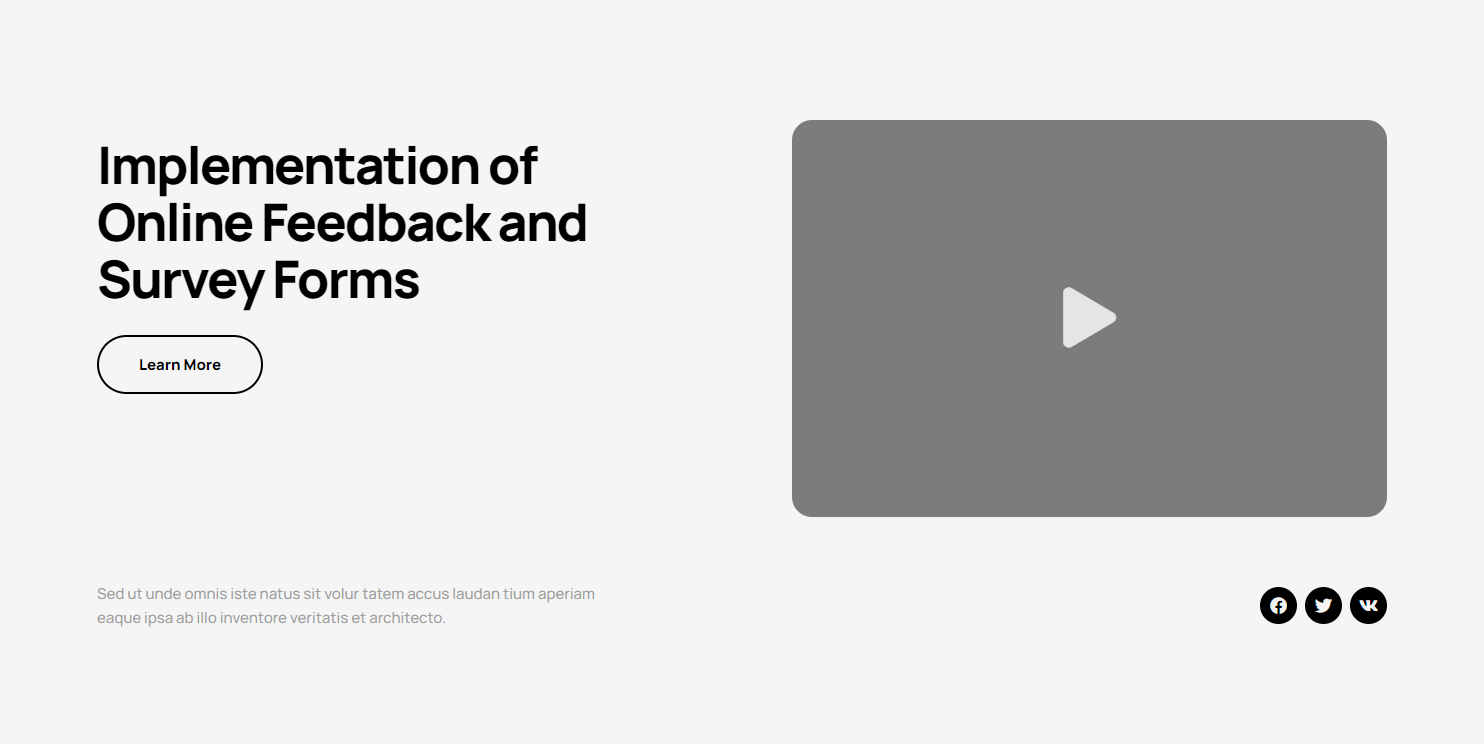 Implementation of
Online Feedback and
Survey Forms
Learn More
Sed ut unde omnis iste natus sit volur tatem accus laudan tium aperiam
eaque ipsa ab illo inventore veritatis et architecto.